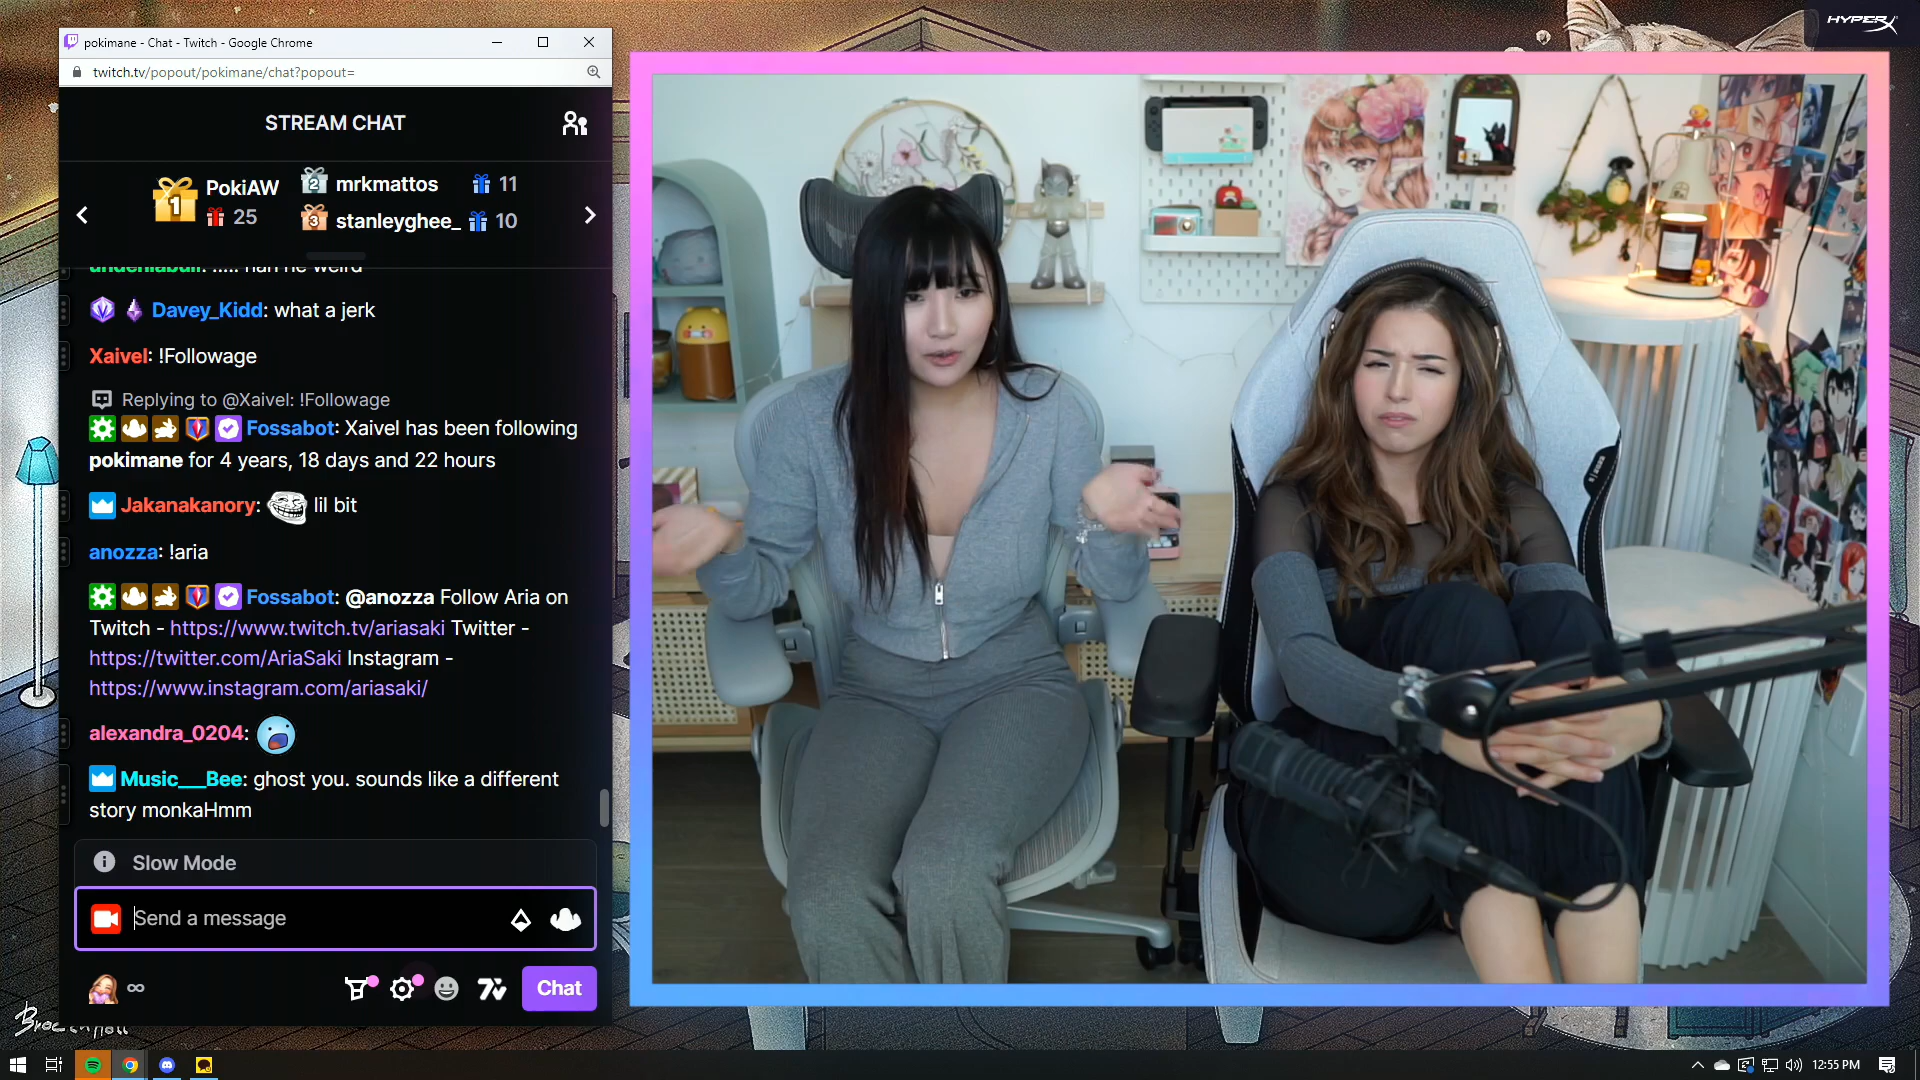 HYPERX
pokimane - Chat - Twitch - Google Chrome
twitch.tv/popout/pokimane/chat?popout=
STREAM CHAT
1 PokiAW 25
2 mrkmattos 11
3 stanleyghee_ 10
Davey_Kidd: what a jerk
Xaivel: !Followage
Replying to @Xaivel: !Followage
Fossabot: Xaivel has been following
pokimane for 4 years, 18 days and 22 hours
Jakanakanory: lil bit
anozza: !aria
Fossabot: @anozza Follow Aria on
Twitch - https://www.twitch.tv/ariasaki Twitter -
https://twitter.com/AriaSaki Instagram -
https://www.instagram.com/ariasaki/
alexandra_0204:
Music___Bee: ghost you. sounds like a different
story monkaHmm
Slow Mode
Send a message
Chat
12:55 PM